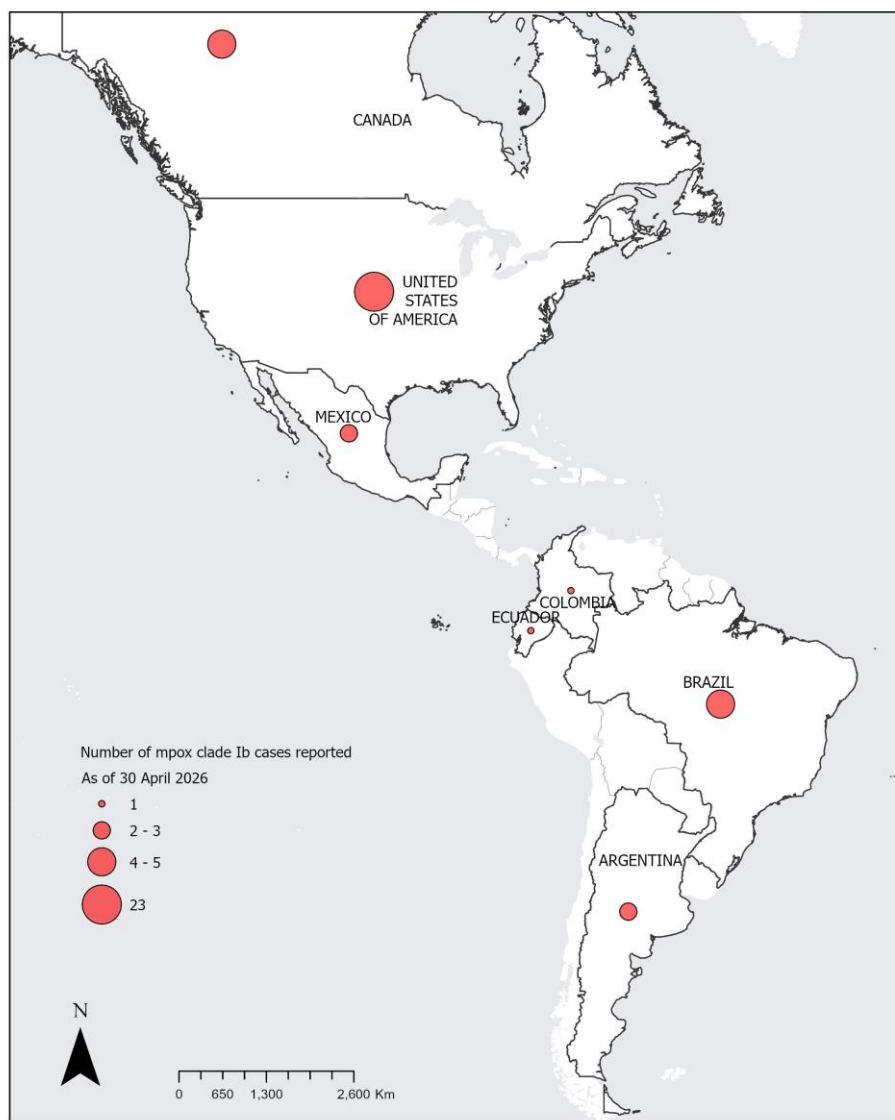 CANADA
UNITED
STATES
OF AMERICA
MEXICO
COLOMBIA
ECUADOR
BRAZIL
Number of mpox clade Ib cases reported
As of 30 April 2026
1
2 - 3
4 - 5
23
ARGENTINA
N
0 650 1,300 2,600 Km